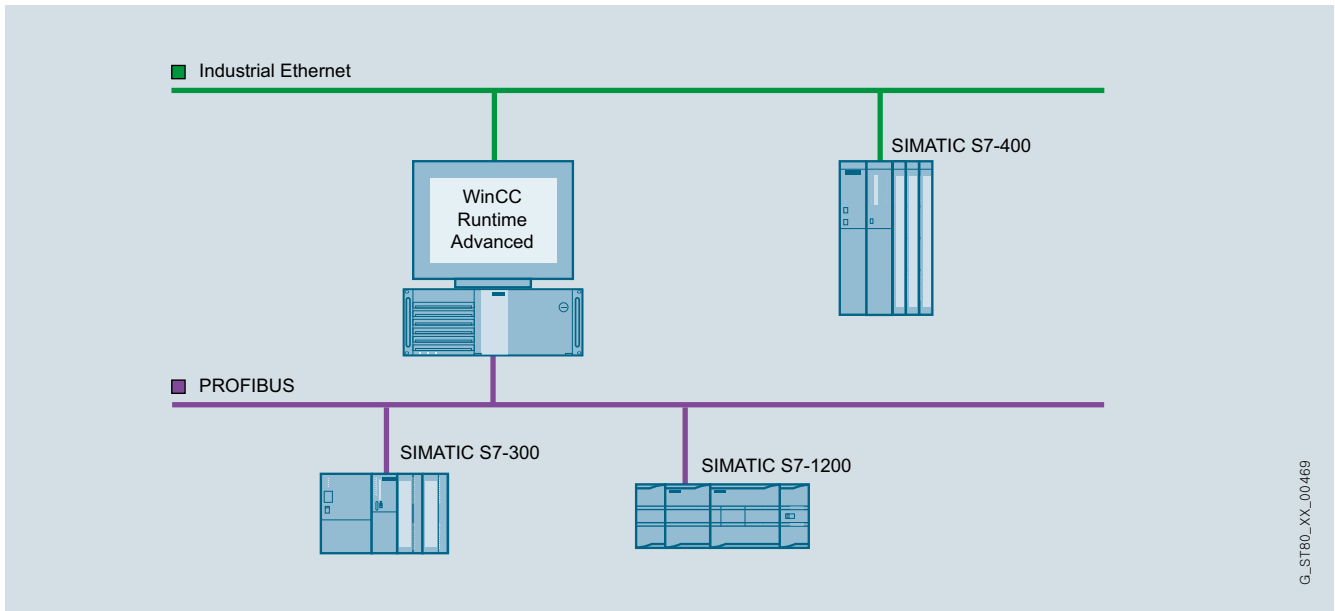 Industrial Ethernet
SIMATIC S7-400
WinCC
Runtime
Advanced
PROFIBUS
SIMATIC S7-300
SIMATIC S7-1200
G_ST80_XX_00469